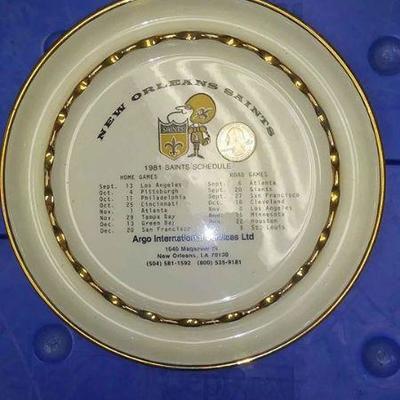 NEW ORLEANS SAINTS
SAINTS
1981 SAINTS SCHEDULE
HOME GAMES ROAD GAMES
Sept. 13 Los Angeles Sept. 6 Atlanta
Oct. 4 Pittsburgh Sept. 20 Giants
Oct. 11 Philadelphia Sept. 27 San Francisco
Oct. 25 Cincinnati Oct. 18 Cleveland
Nov. 1 Atlanta Nov. 8 Los Angeles
Nov. 29 Tampa Bay Nov. 15 Minnesota
Dec. 13 Green Bay Nov. 22 Houston
Dec. 20 San Francisco St. Louis
Argo International Services Ltd
1640 Magazine St.
New Orleans, LA 70130
(504) 581-1592 (800) 535-9181